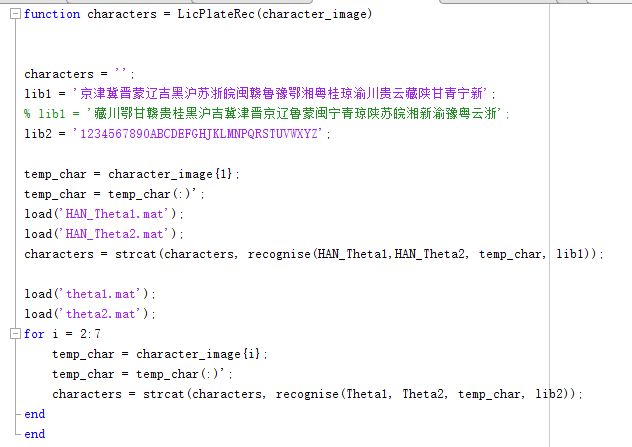 function characters = LicPlateRec(character_image)
characters = '';
lib1 = '京津冀晋蒙辽吉黑沪苏浙皖闽赣鲁豫鄂湘粤桂琼渝川贵云藏陕甘青宁新';
% lib1 = '藏川鄂甘赣贵桂黑沪吉冀津晋京辽鲁蒙闽宁青琼陕苏皖湘新渝豫粤云浙';
lib2 = '1234567890ABCDEFGHJKLMNPQRSTUVWXYZ';
temp_char = character_image{1};
temp_char = temp_char(:)';
load('HAN_Theta1.mat');
load('HAN_Theta2.mat');
characters = strcat(characters, recognise(HAN_Theta1,HAN_Theta2, temp_char, lib1));
load('theta1.mat');
load('theta2.mat');
for i = 2:7
temp_char = character_image{i};
temp_char = temp_char(:)';
characters = strcat(characters, recognise(Theta1, Theta2, temp_char, lib2));
end
end